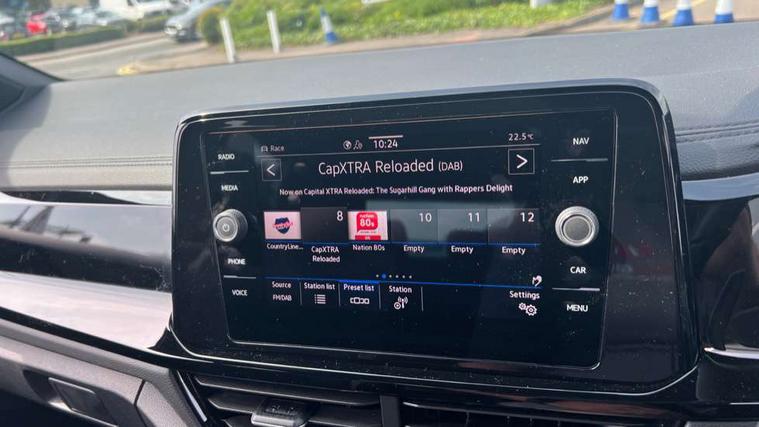 Race
10:24
22.5°C
RADIO
MEDIA
PHONE
VOICE
NAV
APP
CAR
MENU
< CapXTRA Reloaded (DAB) >
Now on Capital XTRA Reloaded: The Sugarhill Gang with Rappers Delight
8
10
11
12
nation
80s
CountryLine...
CapXTRA
Reloaded
Nation 80s
Empty
Empty
Empty
Source
FM/DAB
Station list
Preset list
Station
Settings